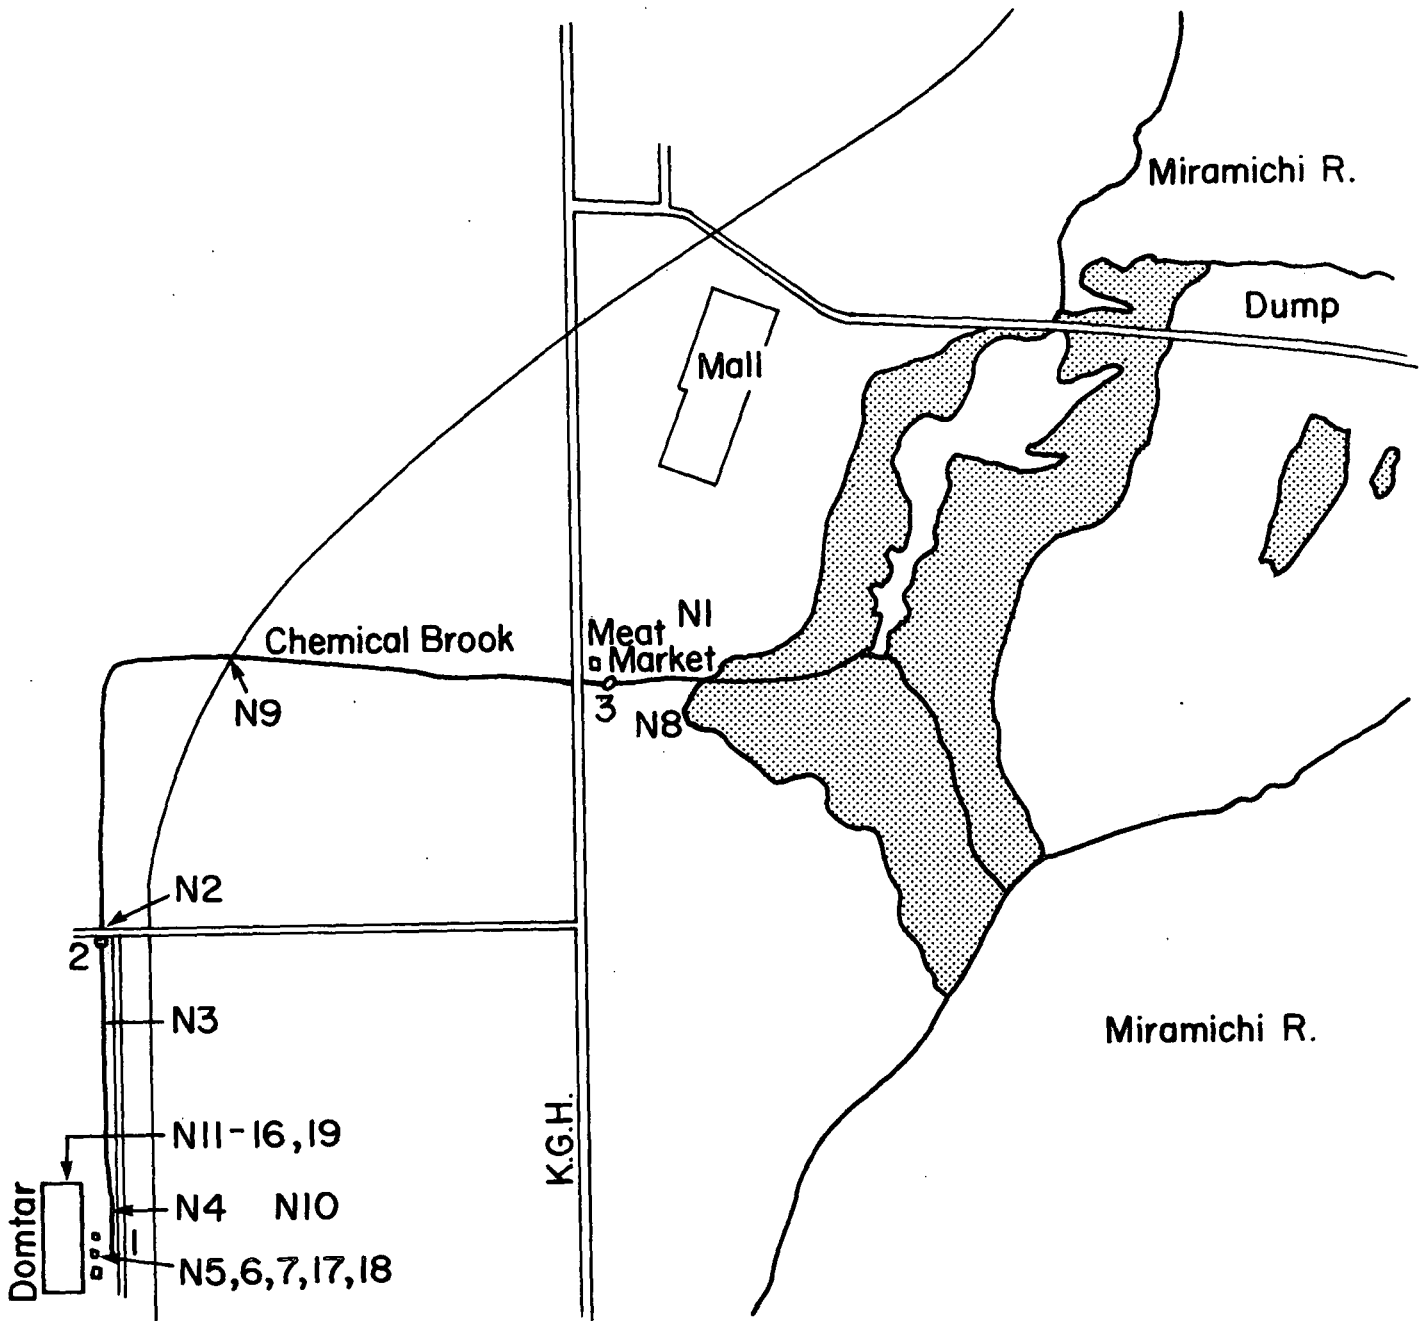 Miramichi R.
Dump
Mall
Chemical Brook
Meat N1
Market
3
N8
N9
N2
2
N3
N11-16,19
K.G.H.
Domtar
N4 N10
1
N5,6,7,17,18
Miramichi R.